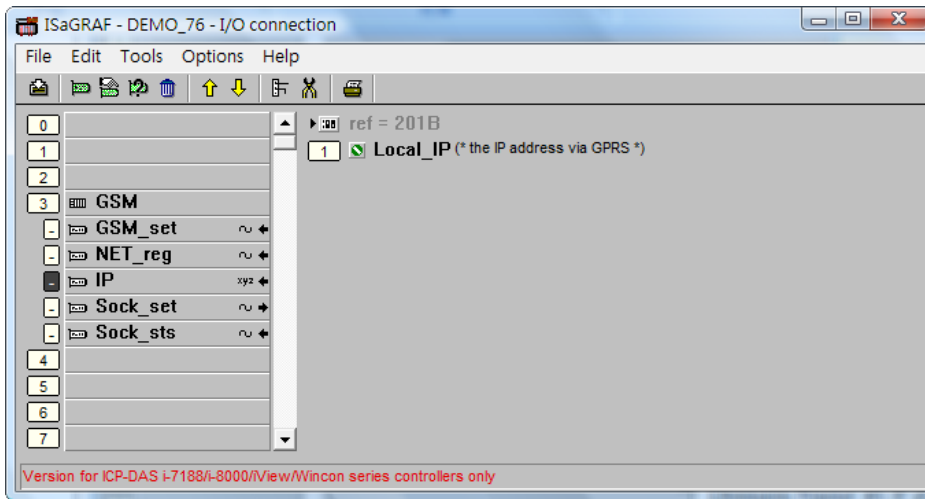 ISaGRAF - DEMO_76 - I/O connection
File Edit Tools Options Help
0 ref = 201B
1 1 Local_IP (* the IP address via GPRS *)
2
3 GSM
- GSM_set
- NET_reg
- IP xyz
- Sock_set
- Sock_sts
4
5
6
7
Version for ICP-DAS i-7188/i-8000/iView/Wincon series controllers only